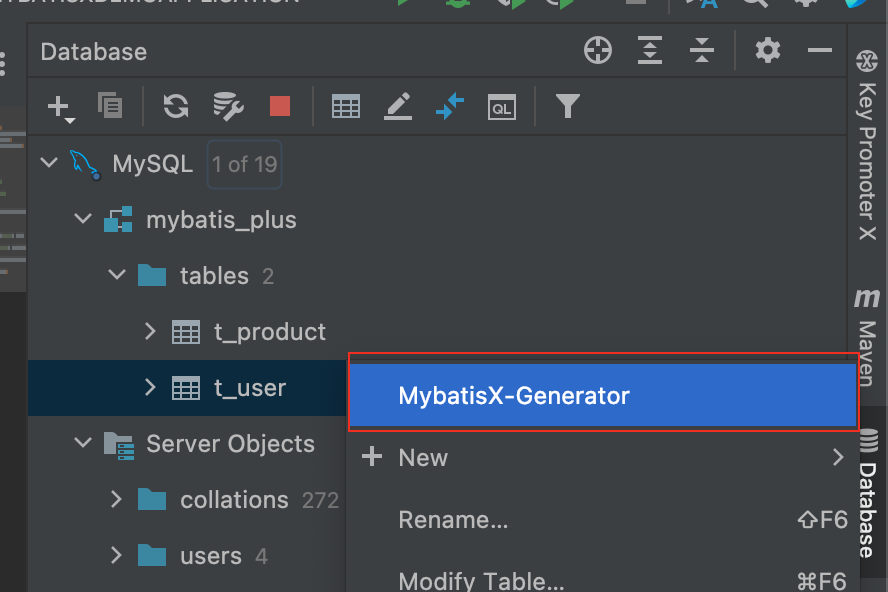 Database
QL
MySQL 1 of 19
mybatis_plus
tables 2
t_product
t_user
MybatisX-Generator
Server Objects
New
collations 272
Rename... ⇧F6
users 4
Modify Table... ⌘F6
Key Promoter X
m
Maven
Database